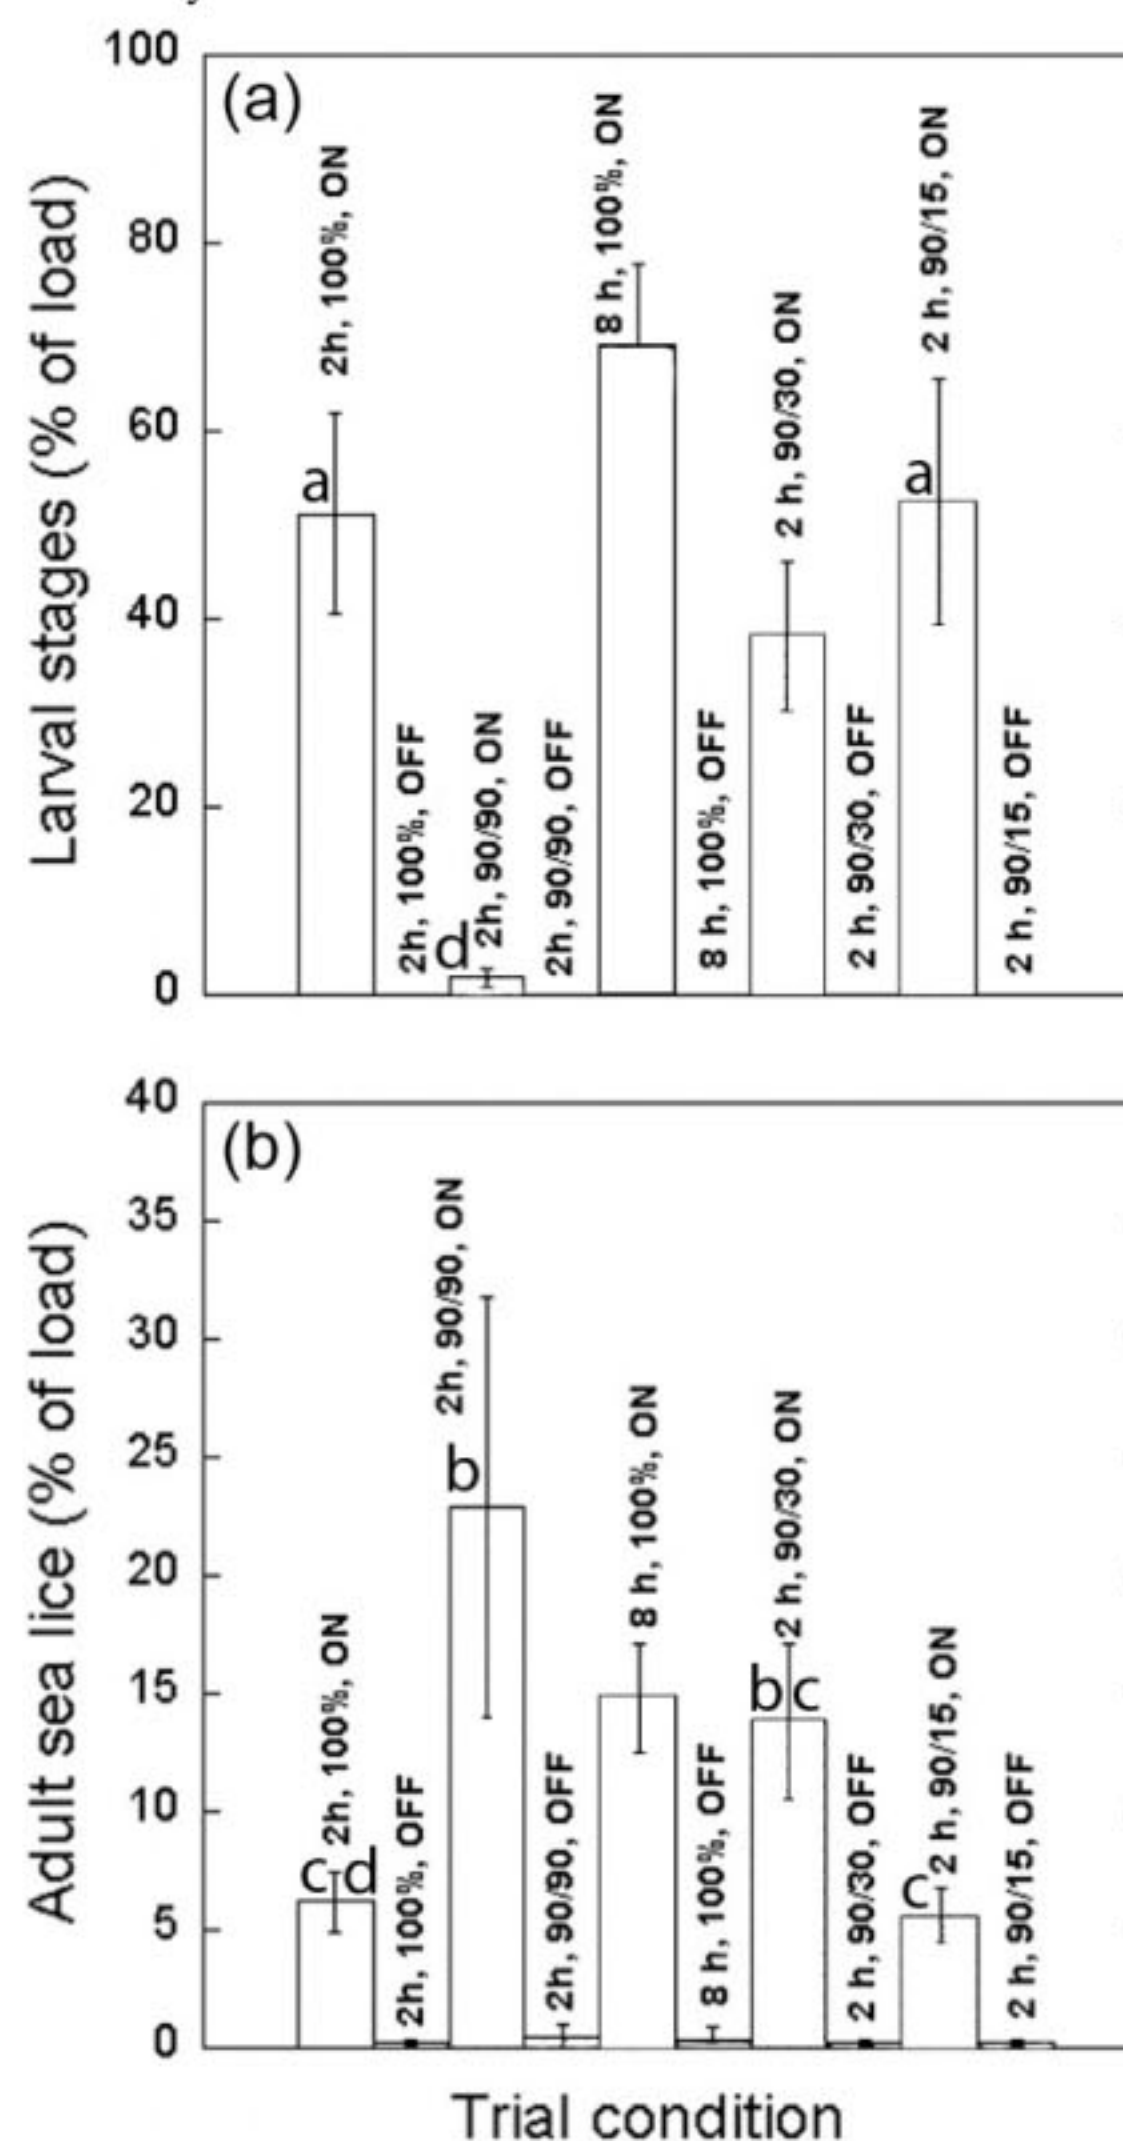 100
(a)
80
60
40
20
0
Larval stages (% of load)
2h, 100%, ON
a
2h, 100%, OFF
d
2h, 90/90, ON
2h, 90/90, OFF
8 h, 100%, ON
8 h, 100%, OFF
2 h, 90/30, ON
2 h, 90/30, OFF
2 h, 90/15, ON
a
2 h, 90/15, OFF
40
(b)
35
30
25
20
15
10
5
0
Adult sea lice (% of load)
2h, 100%, ON
c d
2h, 100%, OFF
2h, 90/90, ON
b
2h, 90/90, OFF
8 h, 100%, ON
8 h, 100%, OFF
2 h, 90/30, ON
b c
2 h, 90/30, OFF
2 h, 90/15, ON
c
2 h, 90/15, OFF
Trial condition